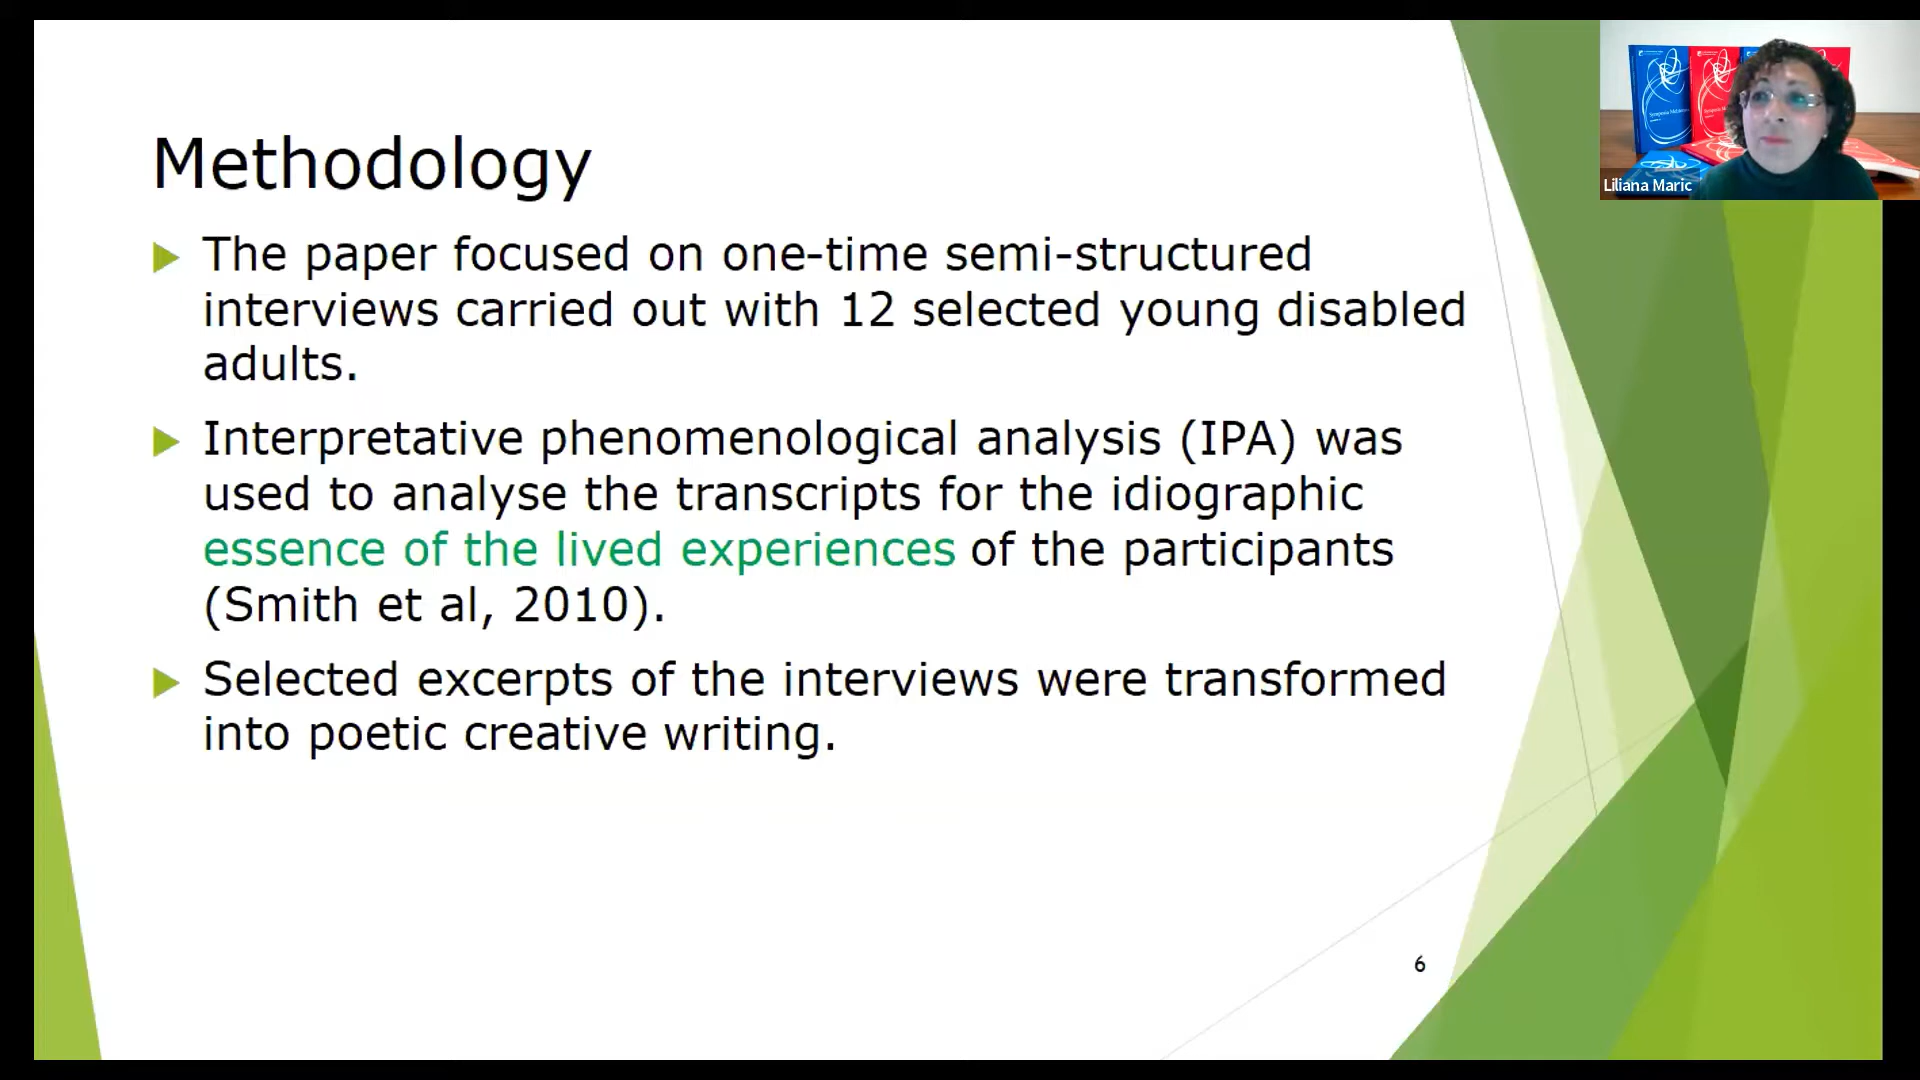 Methodology
The paper focused on one-time semi-structured
interviews carried out with 12 selected young disabled
adults.
Interpretative phenomenological analysis (IPA) was
used to analyse the transcripts for the idiographic
essence of the lived experiences of the participants
(Smith et al, 2010).
Selected excerpts of the interviews were transformed
into poetic creative writing.
6
Liliana Maric